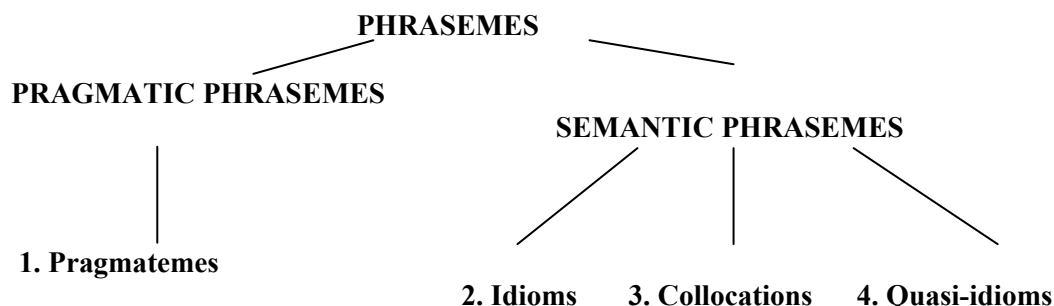 PHRASEMES
PRAGMATIC PHRASEMES
SEMANTIC PHRASEMES
1. Pragmatemes
2. Idioms 3. Collocations 4. Quasi-idioms